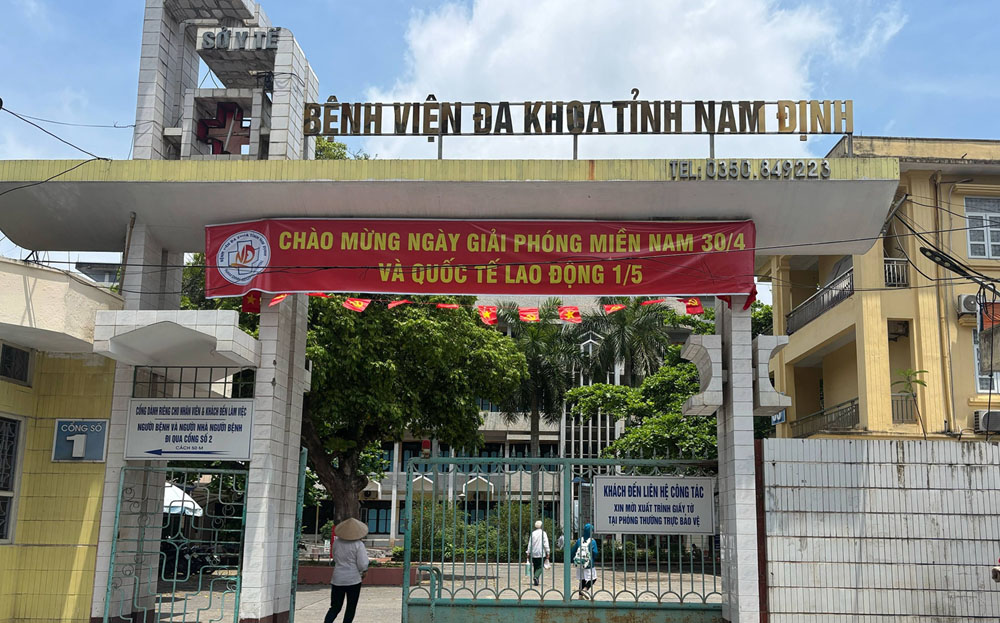 SỞ Y TẾ
BỆNH VIỆN ĐA KHOA TỈNH NAM ĐỊNH
TEL: 0350.849223
CHÀO MỪNG NGÀY GIẢI PHÓNG MIỀN NAM 30/4
VÀ QUỐC TẾ LAO ĐỘNG 1/5
CỔNG SỐ
1
CỔNG DÀNH RIÊNG CHO NHÂN VIÊN & KHÁCH ĐẾN LÀM VIỆC
NGƯỜI BỆNH VÀ NGƯỜI NHÀ NGƯỜI BỆNH
ĐI QUA CỔNG SỐ 2
CÁCH 50 M
KHÁCH ĐẾN LIÊN HỆ CÔNG TÁC
XIN MỜI XUẤT TRÌNH GIẤY TỜ
TẠI PHÒNG THƯỜNG TRỰC BẢO VỆ